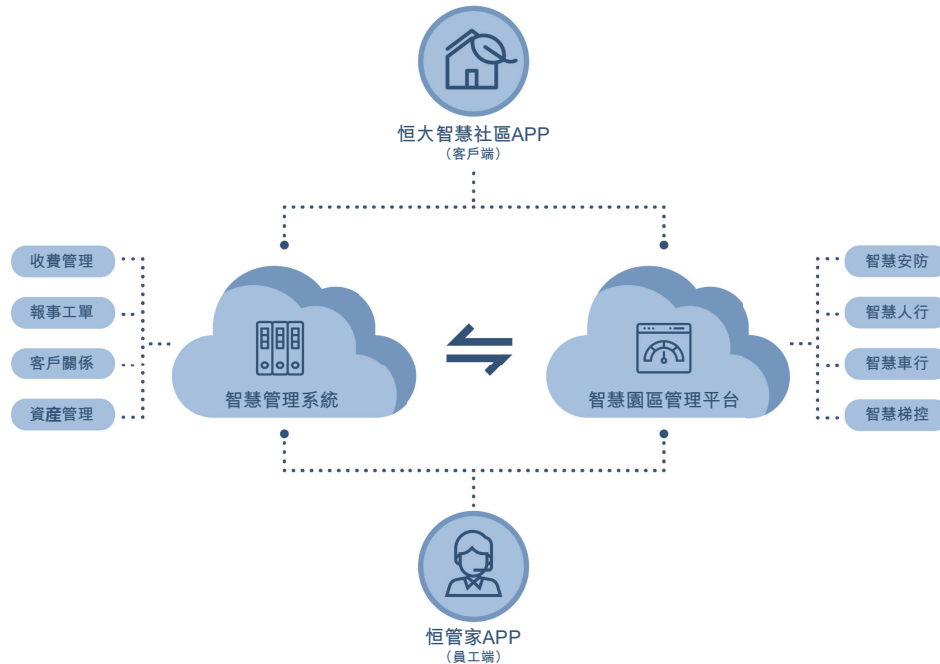 恒大智慧社區APP
（客戶端）
收費管理
報事工單
客戶關係
資產管理
智慧管理系統
智慧園區管理平台
智慧安防
智慧人行
智慧車行
智慧梯控
恒管家APP
（員工端）